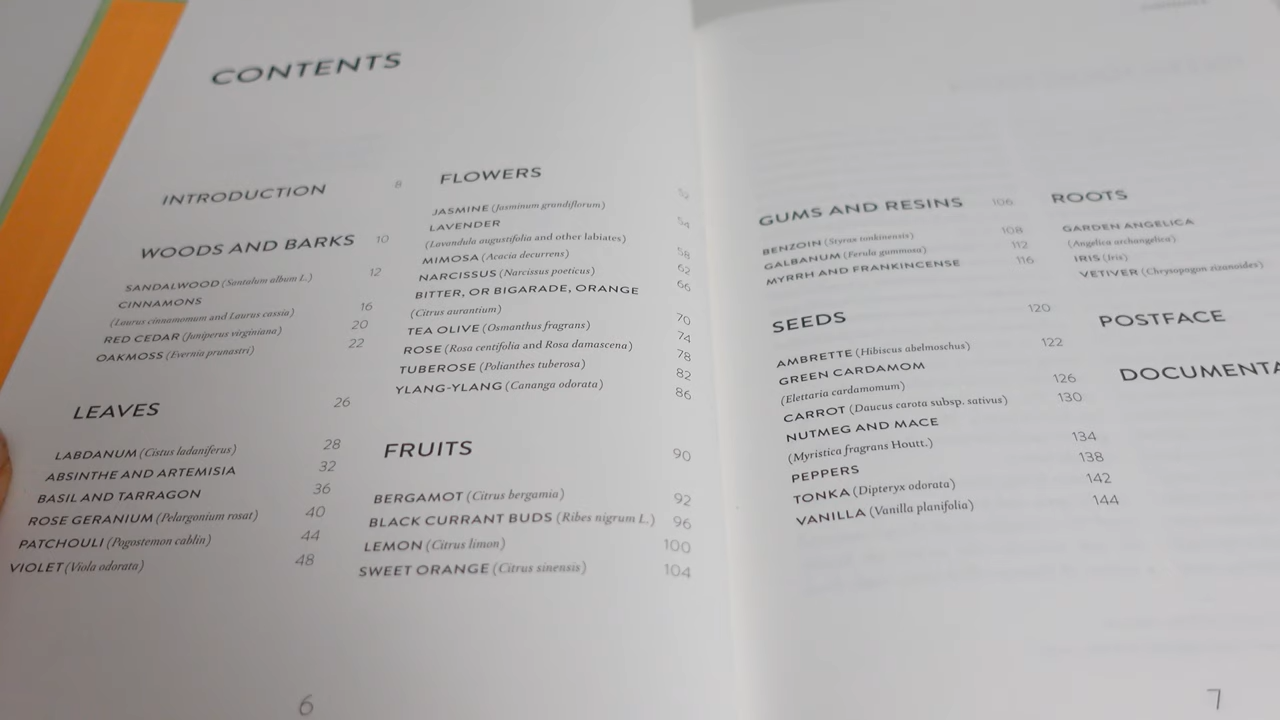 CONTENTS
INTRODUCTION 8
WOODS AND BARKS 10
SANDALWOOD (Santalum album L.) 12
CINNAMONS
(Laurus cinnamomum and Laurus cassia) 16
RED CEDAR (Juniperus virginiana) 20
OAKMOSS (Evernia prunastri) 22
LEAVES 26
LABDANUM (Cistus ladaniferus) 28
ABSINTHE AND ARTEMISIA 32
BASIL AND TARRAGON 36
ROSE GERANIUM (Pelargonium rosat) 40
PATCHOULI (Pogostemon cablin) 44
VIOLET (Viola odorata) 48
FLOWERS 52
JASMINE (Jasminum grandiflorum) 54
LAVENDER
(Lavandula augustifolia and other labiates) 58
MIMOSA (Acacia decurrens) 62
NARCISSUS (Narcissus poeticus) 66
BITTER, OR BIGARADE, ORANGE
(Citrus aurantium) 70
TEA OLIVE (Osmanthus fragrans) 74
ROSE (Rosa centifolia and Rosa damascena) 78
TUBEROSE (Polianthes tuberosa) 82
YLANG-YLANG (Cananga odorata) 86
FRUITS 90
BERGAMOT (Citrus bergamia) 92
BLACK CURRANT BUDS (Ribes nigrum L.) 96
LEMON (Citrus limon) 100
SWEET ORANGE (Citrus sinensis) 104
6
GUMS AND RESINS 106
BENZOIN (Styrax tonkinensis) 108
GALBANUM (Ferula gummosa) 112
MYRRH AND FRANKINCENSE 116
SEEDS 120
AMBRETTE (Hibiscus abelmoschus) 122
GREEN CARDAMOM
(Elettaria cardamomum) 126
CARROT (Daucus carota subsp. sativus) 130
NUTMEG AND MACE
(Myristica fragrans Houtt.) 134
PEPPERS 138
TONKA (Dipteryx odorata) 142
VANILLA (Vanilla planifolia) 144
ROOTS
GARDEN ANGELICA
(Angelica archangelica)
IRIS (Iris)
VETIVER (Chrysopogon zizanoides)
POSTFACE
DOCUMENTA
7